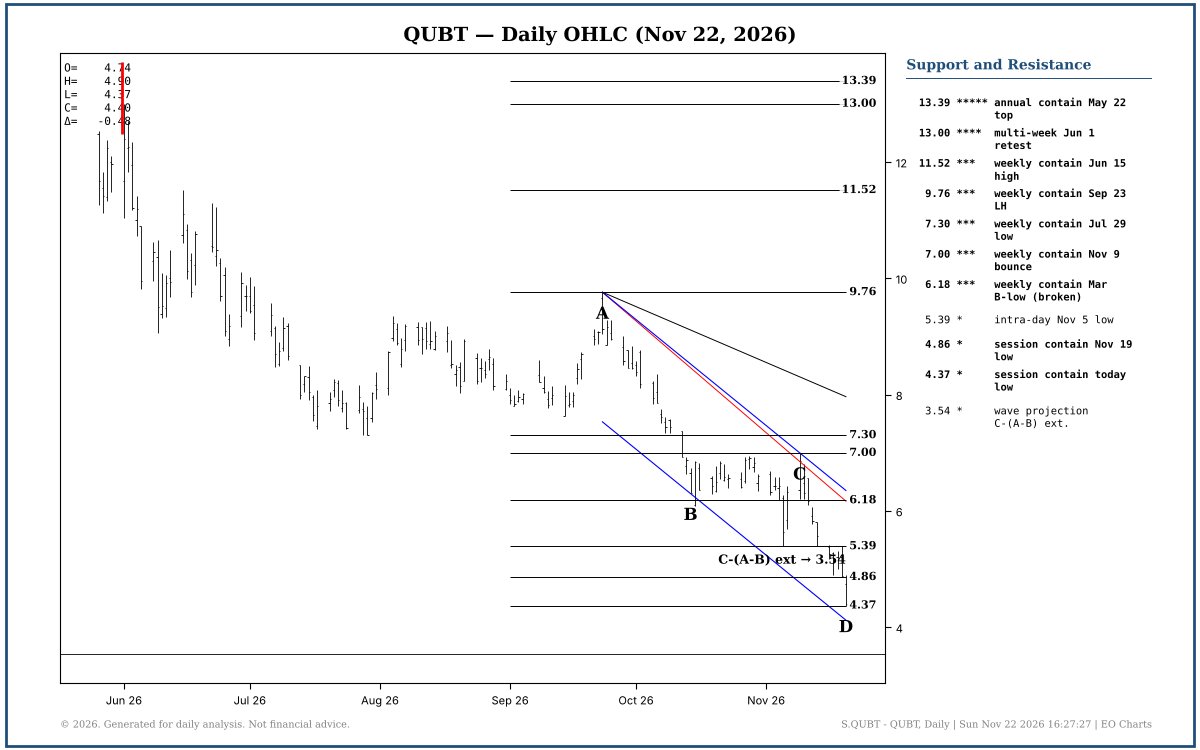 QUBT — Daily OHLC (Nov 22, 2026)
O= 4.74
H= 4.90
L= 4.37
C= 4.40
Δ= -0.48
13.39
13.00
11.52
9.76
7.30
7.00
6.18
5.39
4.86
4.37
A
B
C
D
C-(A-B) ext → 3.54
12
10
8
6
4
Jun 26
Jul 26
Aug 26
Sep 26
Oct 26
Nov 26
Support and Resistance
13.39 ***** annual contain May 22
top
13.00 **** multi-week Jun 1
retest
11.52 *** weekly contain Jun 15
high
9.76 *** weekly contain Sep 23
LH
7.30 *** weekly contain Jul 29
low
7.00 *** weekly contain Nov 9
bounce
6.18 *** weekly contain Mar
B-low (broken)
5.39 * intra-day Nov 5 low
4.86 * session contain Nov 19
low
4.37 * session contain today
low
3.54 * wave projection
C-(A-B) ext.
© 2026. Generated for daily analysis. Not financial advice.
S.QUBT - QUBT, Daily | Sun Nov 22 2026 16:27:27 | EO Charts